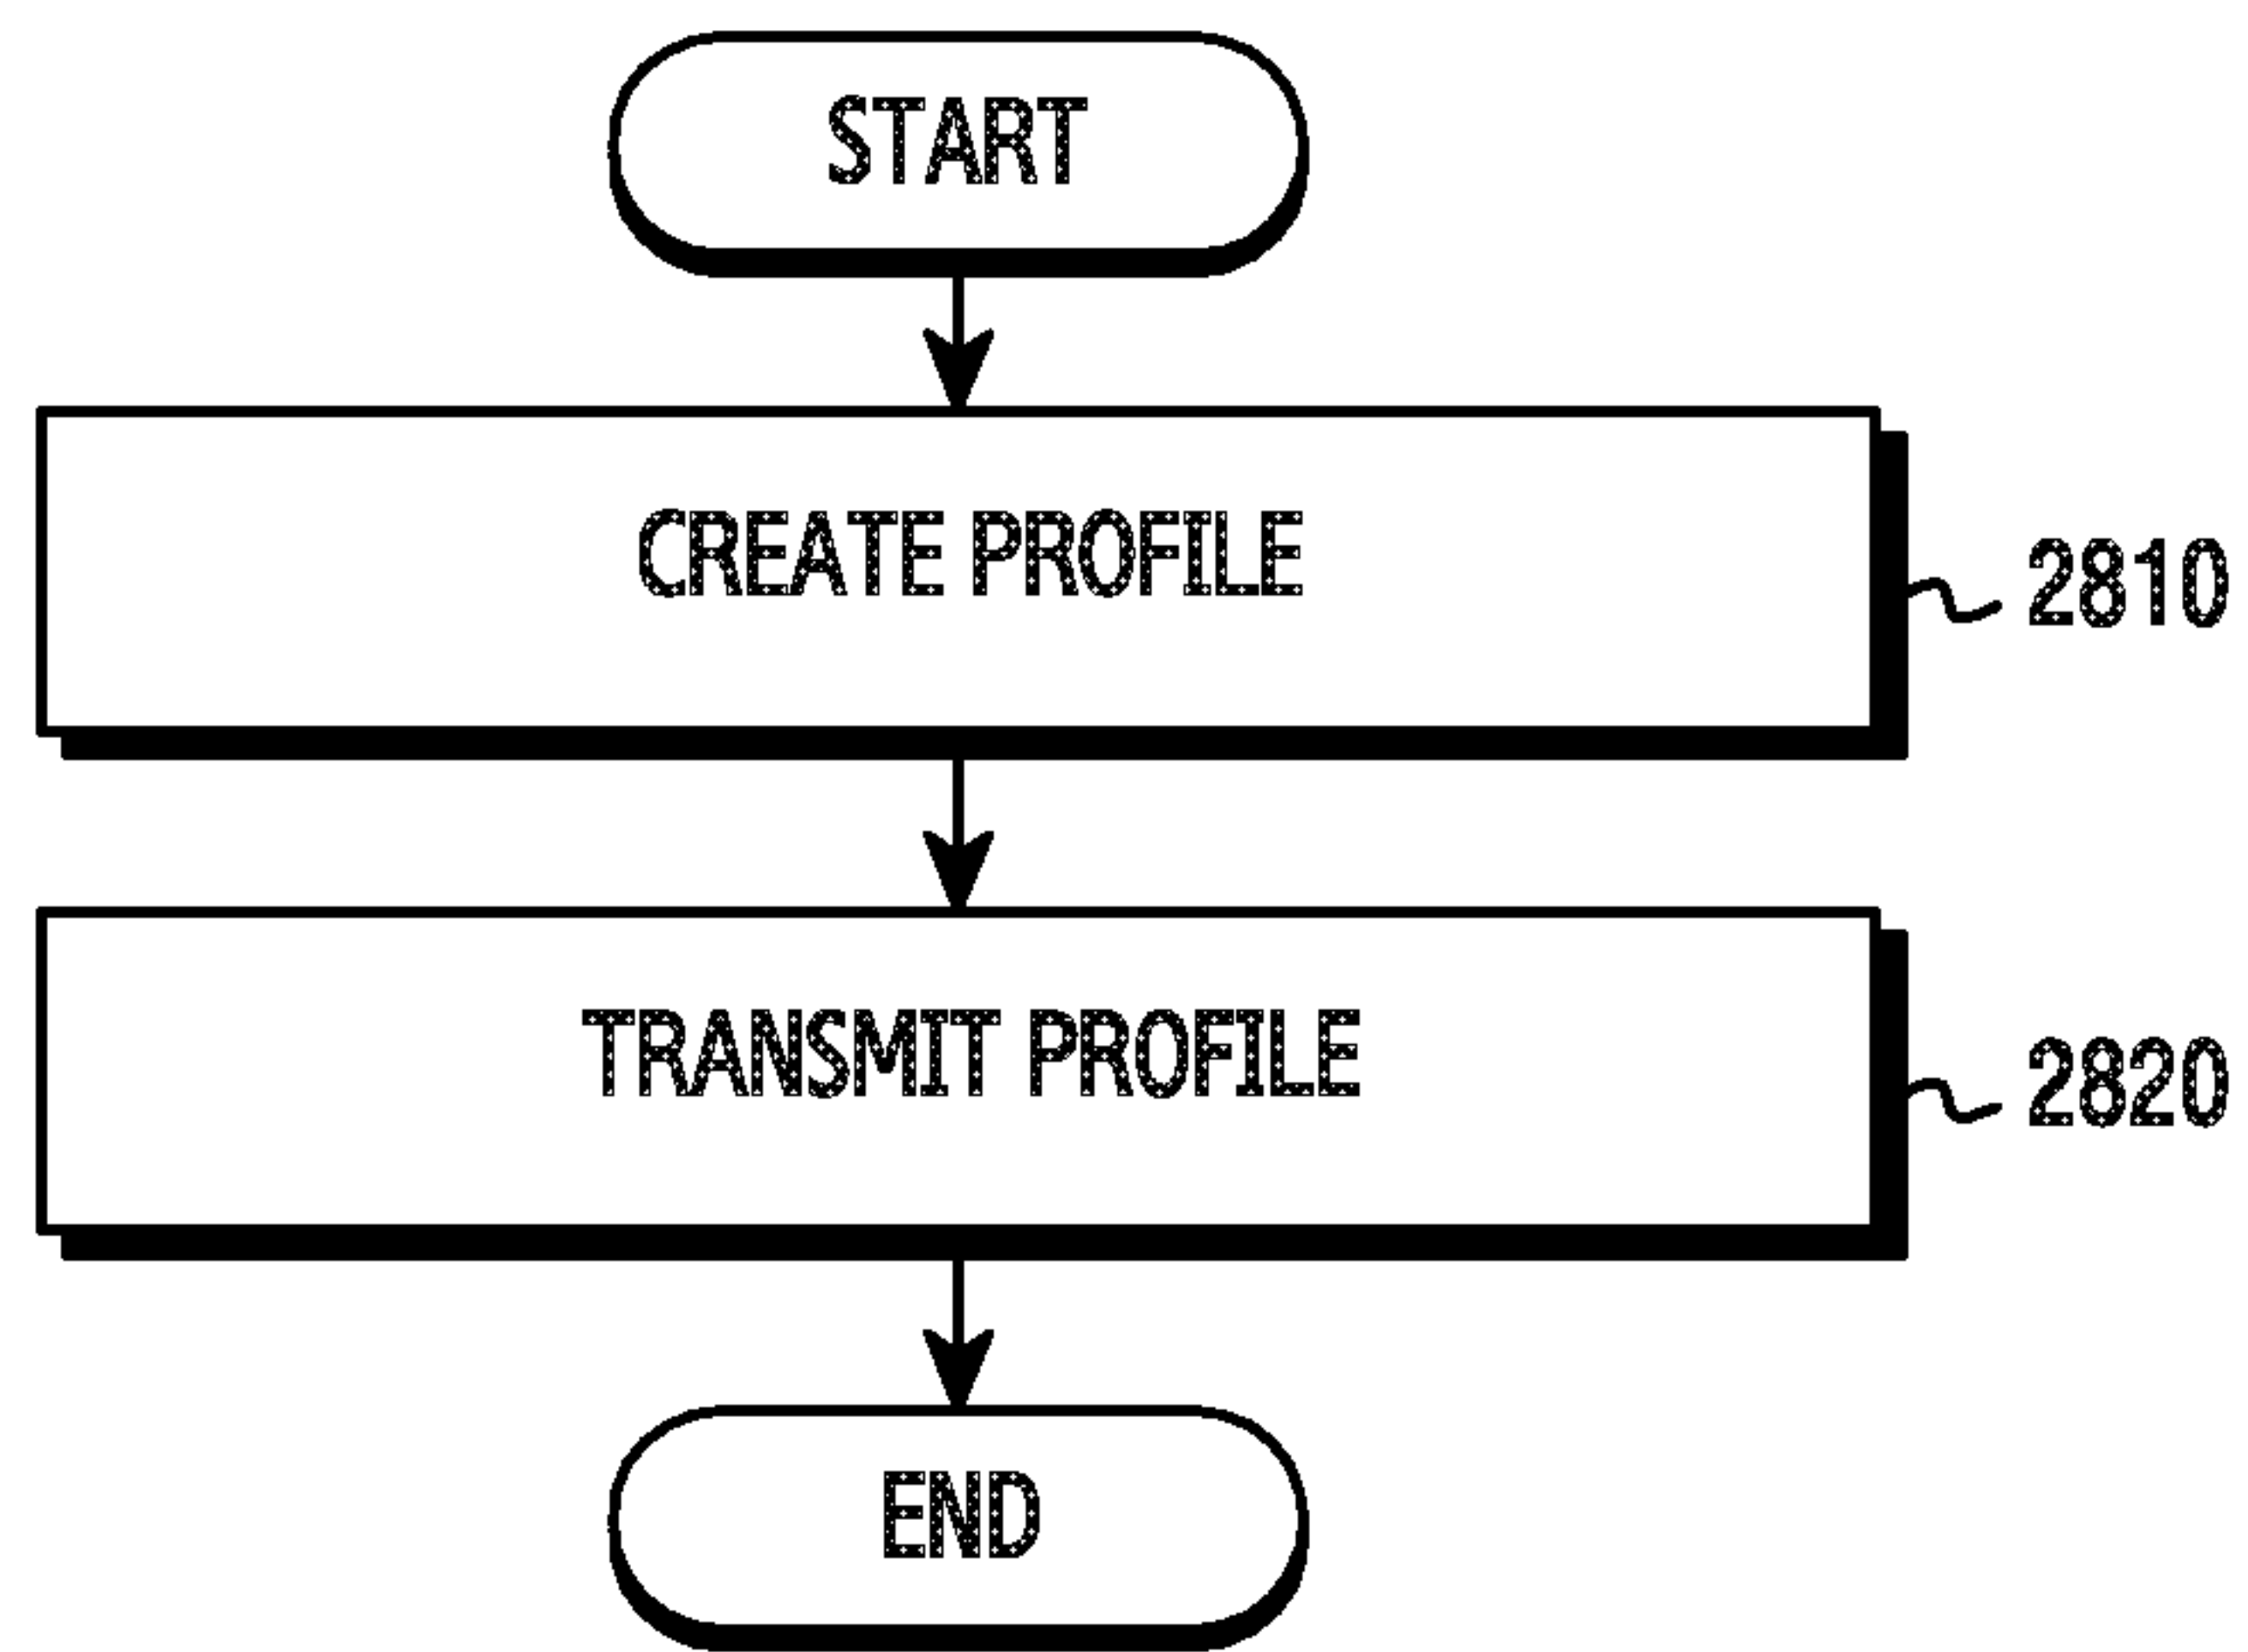 START
CREATE PROFILE
2810
TRANSMIT PROFILE
2820
END